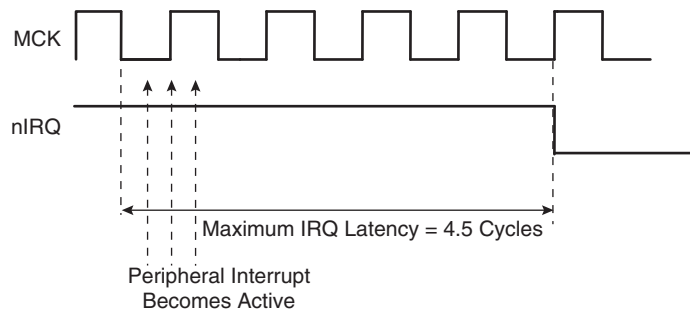 MCK
nIRQ
Maximum IRQ Latency = 4.5 Cycles
Peripheral Interrupt
Becomes Active